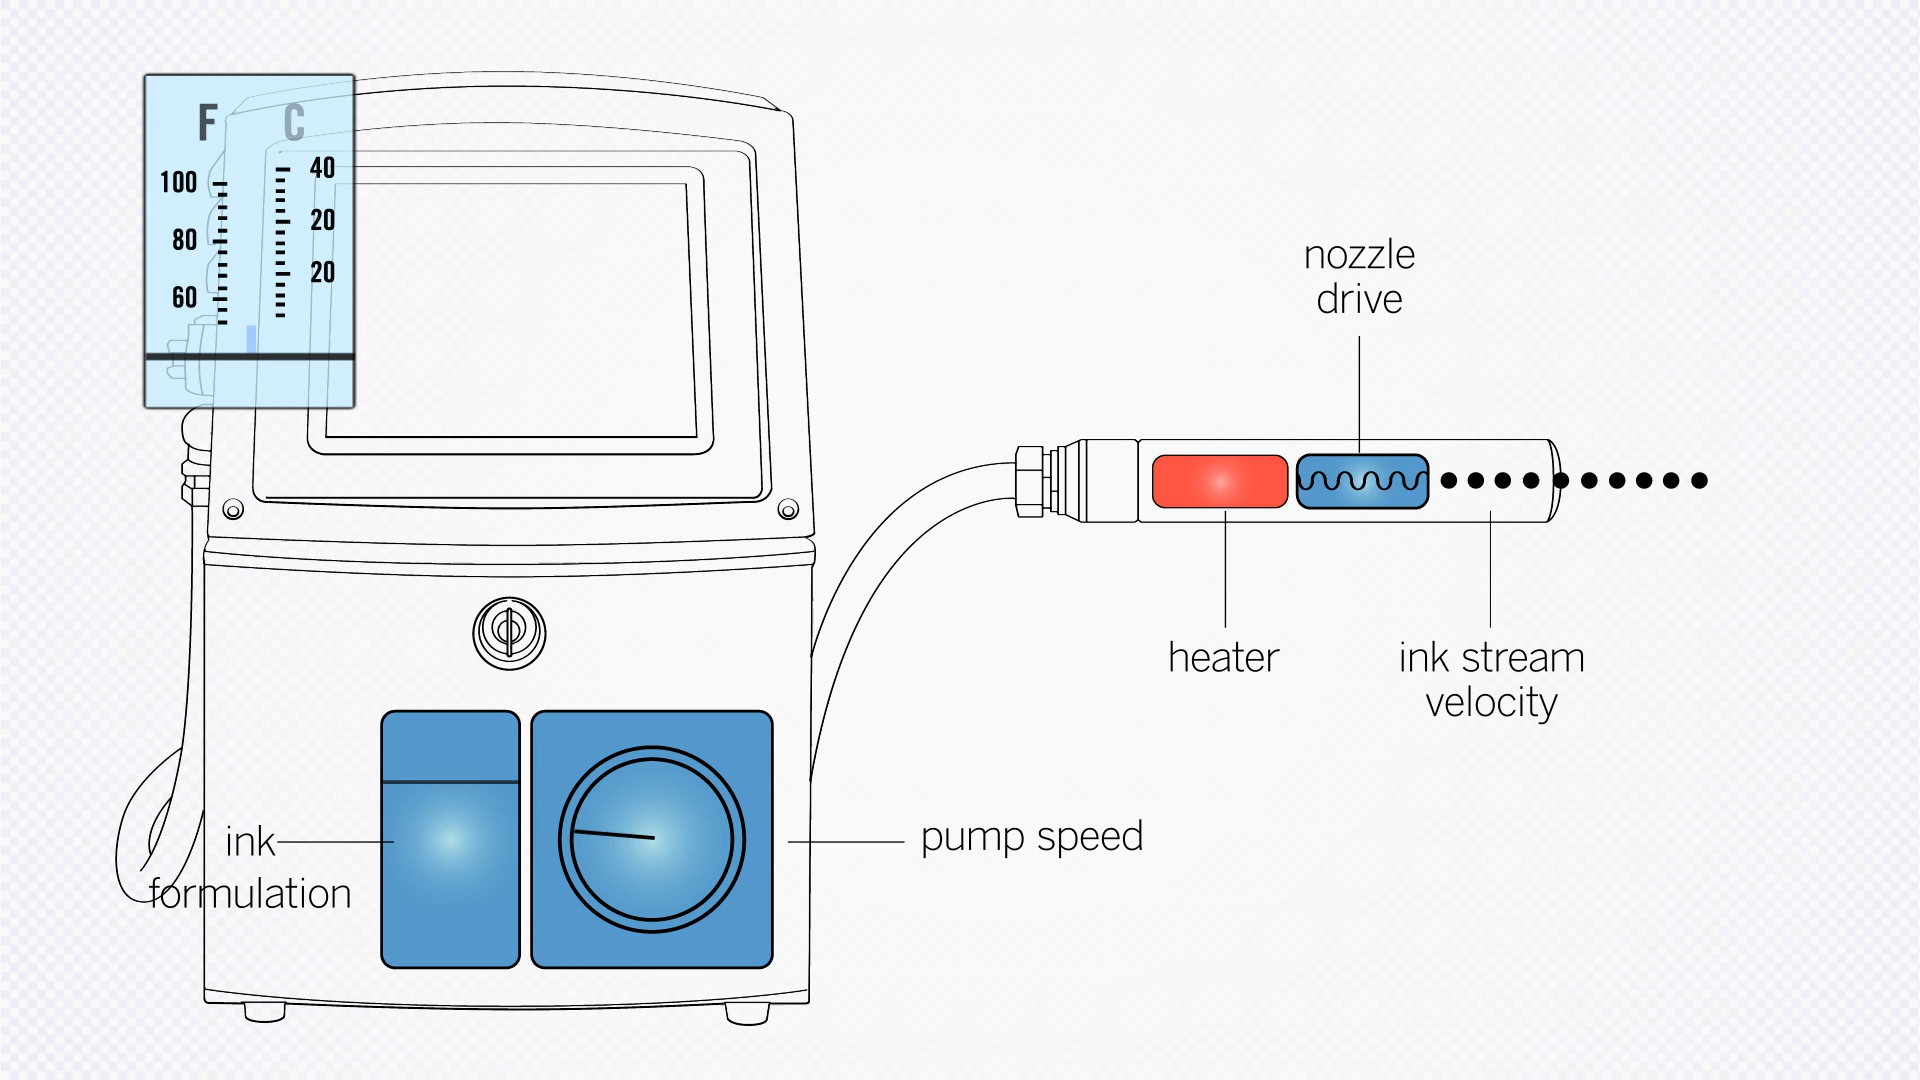 F C
100 40
80 20
60 20
nozzle
drive
heater
ink stream
velocity
ink
formulation
pump speed